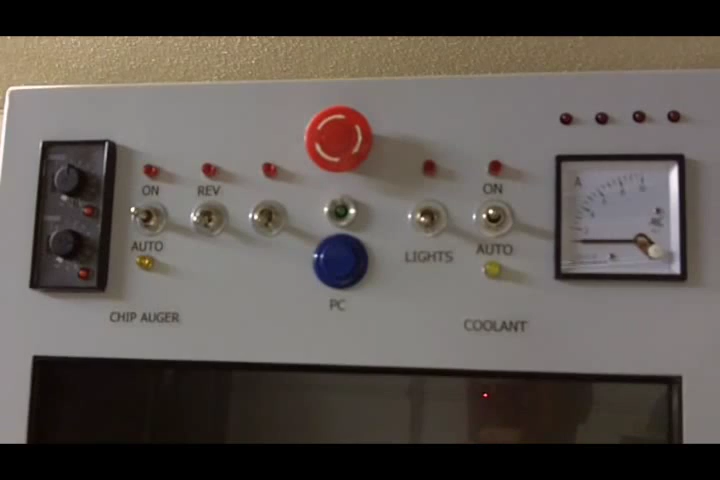 ON
REV
ON
AUTO
LIGHTS
AUTO
CHIP AUGER
PC
COOLANT
A